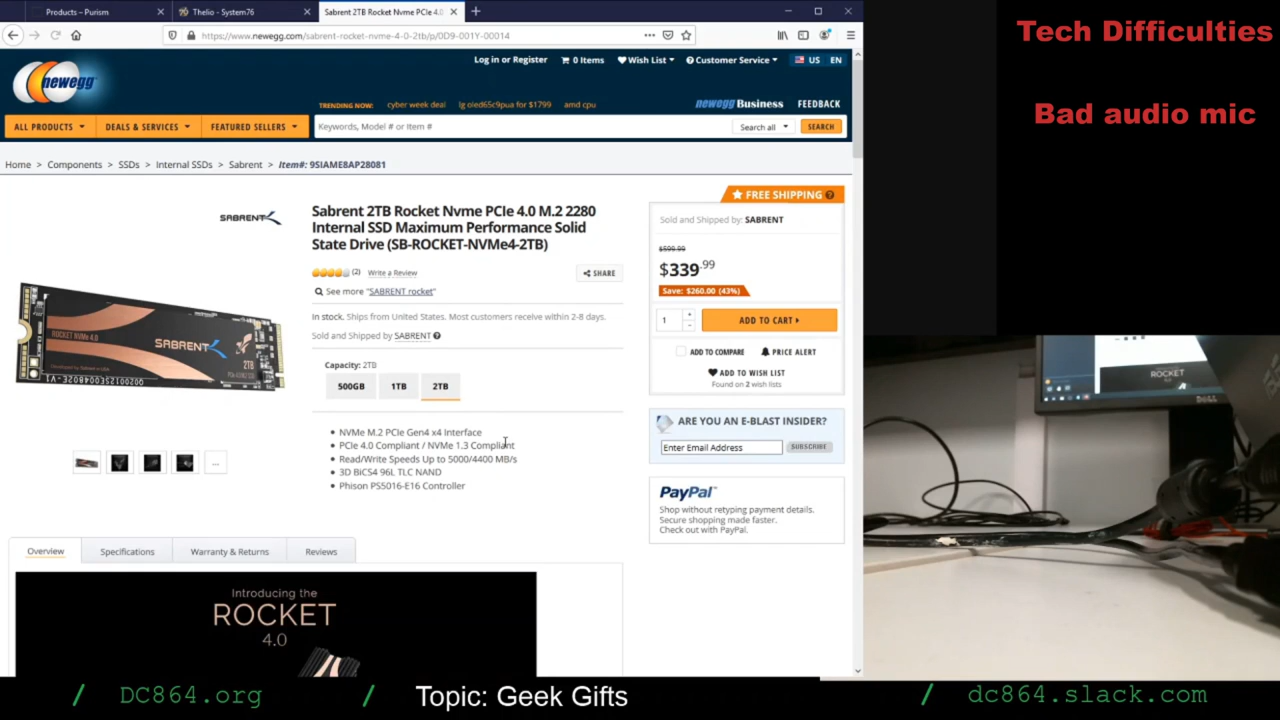 Products – Purism
Thelio - System76
Sabrent 2TB Rocket Nvme PCIe 4.0
https://www.newegg.com/sabrent-rocket-nvme-4-0-2tb/p/0D9-001Y-00014
Log in or Register
0 Items
Wish List
Customer Service
US
EN
newegg
TRENDING NOW:
cyber week deal
lg oled65c9pua for $1799
amd cpu
newegg Business
FEEDBACK
ALL PRODUCTS
DEALS & SERVICES
FEATURED SELLERS
Keywords, Model # or Item #
Search all
SEARCH
Home > Components > SSDs > Internal SSDs > Sabrent > Item#: 9SIAME8AP28081
SABRENT
Sabrent 2TB Rocket Nvme PCIe 4.0 M.2 2280
Internal SSD Maximum Performance Solid
State Drive (SB-ROCKET-NVMe4-2TB)
(2) Write a Review
SHARE
See more "SABRENT rocket"
In stock. Ships from United States. Most customers receive within 2-8 days.
Sold and Shipped by SABRENT
Capacity: 2TB
500GB
1TB
2TB
NVMe M.2 PCIe Gen4 x4 Interface
PCIe 4.0 Compliant / NVMe 1.3 Compliant
Read/Write Speeds Up to 5000/4400 MB/s
3D BiCS4 96L TLC NAND
Phison PS5016-E16 Controller
ROCKET NVMe 4.0
SABRENT
2TB
...
FREE SHIPPING
Sold and Shipped by: SABRENT
$599.99
$339.99
Save: $260.00 (43%)
1
ADD TO CART
ADD TO COMPARE
PRICE ALERT
ADD TO WISH LIST
Found on 2 wish lists
ARE YOU AN E-BLAST INSIDER?
Enter Email Address
SUBSCRIBE
PayPal
Shop without retyping payment details.
Secure shopping made faster.
Check out with PayPal.
Overview
Specifications
Warranty & Returns
Reviews
Introducing the
ROCKET
4.0
Tech Difficulties
Bad audio mic
ROCKET
DELL
/ DC864.org
/ Topic: Geek Gifts
/ dc864.slack.com